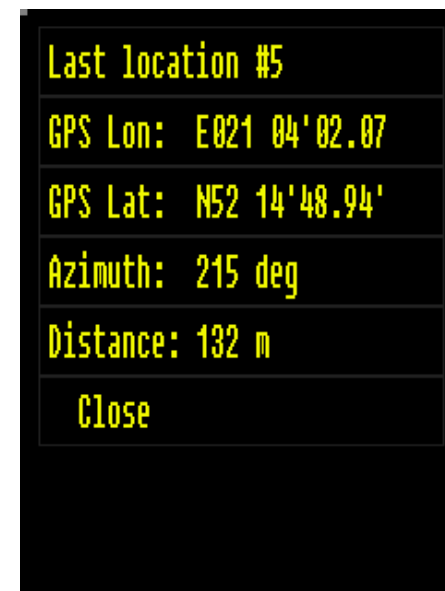 Last location #5
GPS Lon: E021 04'02.07
GPS Lat: N52 14'48.94'
Azimuth: 215 deg
Distance: 132 m
Close